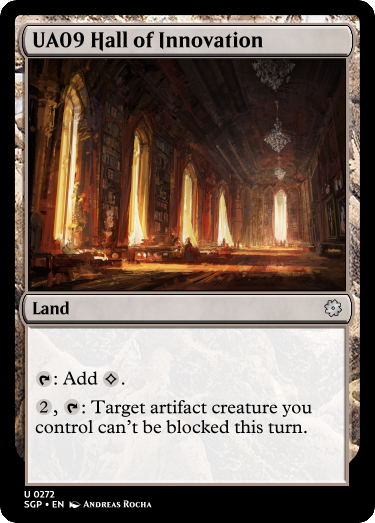 UA09 Hall of Innovation
Land
: Add .
2, : Target artifact creature you
control can't be blocked this turn.
U 0272
SGP • EN Andreas Rocha